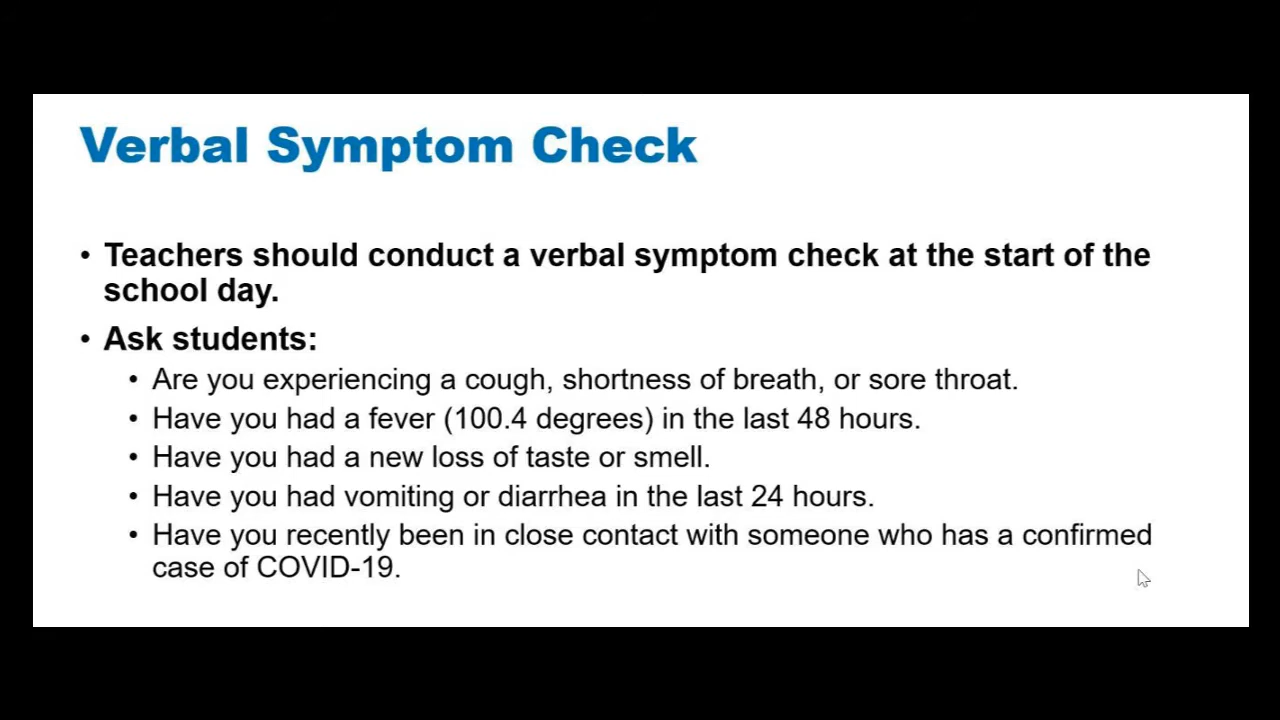 Verbal Symptom Check
• Teachers should conduct a verbal symptom check at the start of the
school day.
• Ask students:
• Are you experiencing a cough, shortness of breath, or sore throat.
• Have you had a fever (100.4 degrees) in the last 48 hours.
• Have you had a new loss of taste or smell.
• Have you had vomiting or diarrhea in the last 24 hours.
• Have you recently been in close contact with someone who has a confirmed
case of COVID-19.